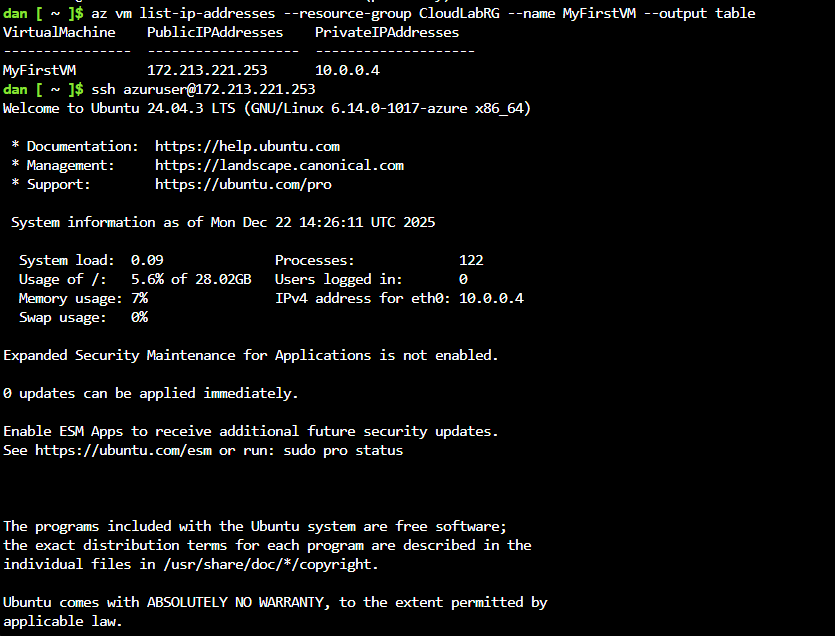 dan [ ~ ]$ az vm list-ip-addresses --resource-group CloudLabRG --name MyFirstVM --output table
VirtualMachine    PublicIPAddresses    PrivateIPAddresses
----------------  -------------------  --------------------
MyFirstVM         172.213.221.253      10.0.0.4
dan [ ~ ]$ ssh azuruser@172.213.221.253
Welcome to Ubuntu 24.04.3 LTS (GNU/Linux 6.14.0-1017-azure x86_64)

 * Documentation:  https://help.ubuntu.com
 * Management:     https://landscape.canonical.com
 * Support:        https://ubuntu.com/pro

 System information as of Mon Dec 22 14:26:11 UTC 2025

  System load:  0.09              Processes:             122
  Usage of /:   5.6% of 28.02GB   Users logged in:       0
  Memory usage: 7%                IPv4 address for eth0: 10.0.0.4
  Swap usage:   0%

Expanded Security Maintenance for Applications is not enabled.

0 updates can be applied immediately.

Enable ESM Apps to receive additional future security updates.
See https://ubuntu.com/esm or run: sudo pro status

The programs included with the Ubuntu system are free software;
the exact distribution terms for each program are described in the
individual files in /usr/share/doc/*/copyright.

Ubuntu comes with ABSOLUTELY NO WARRANTY, to the extent permitted by
applicable law.